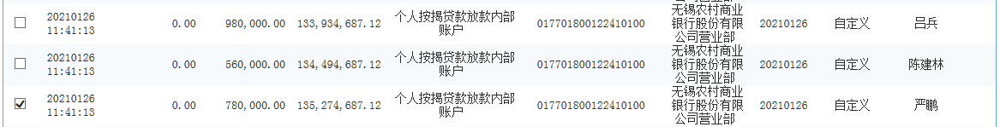 20210126
11:41:13
0.00
980,000.00
133,934,687.12
个人按揭贷款放款内部
账户
017701800122410100
无锡农村商业
银行股份有限
公司营业部
20210126
自定义
吕兵
20210126
11:41:13
0.00
560,000.00
134,494,687.12
个人按揭贷款放款内部
账户
017701800122410100
无锡农村商业
银行股份有限
公司营业部
20210126
自定义
陈建林
20210126
11:41:13
0.00
780,000.00
135,274,687.12
个人按揭贷款放款内部
账户
017701800122410100
无锡农村商业
银行股份有限
公司营业部
20210126
自定义
严鹏